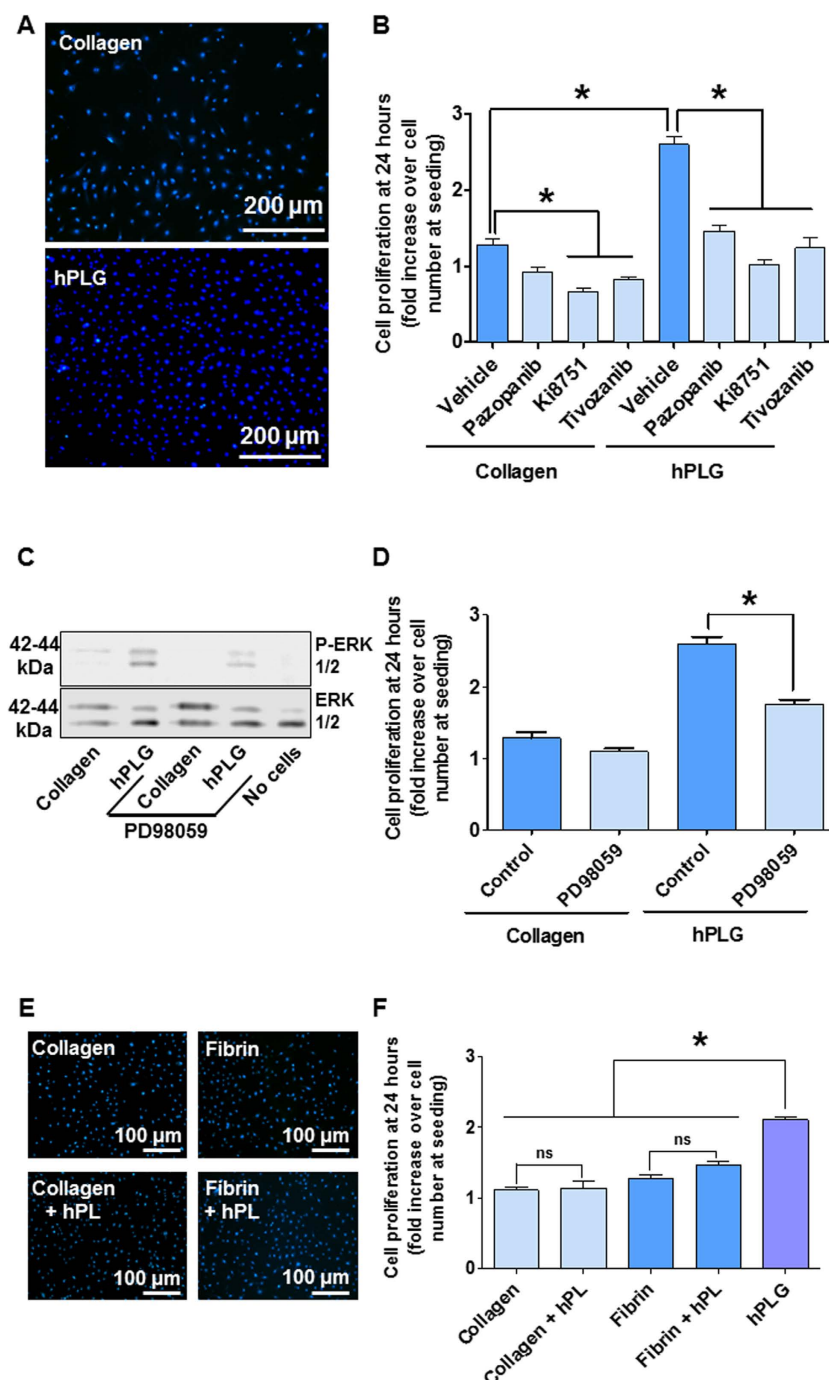 A
Collagen
200 µm
hPLG
200 µm
B
Cell proliferation at 24 hours
(fold increase over cell
number at seeding)
3
2
1
0
*
*
*
Vehicle
Pazopanib
Ki8751
Tivozanib
Vehicle
Pazopanib
Ki8751
Tivozanib
Collagen
hPLG
C
42-44
kDa
P-ERK
1/2
42-44
kDa
ERK
1/2
Collagen
hPLG
Collagen
hPLG
No cells
PD98059
D
Cell proliferation at 24 hours
(fold increase over cell
number at seeding)
3
2
1
0
*
Control
PD98059
Control
PD98059
Collagen
hPLG
E
Collagen
100 µm
Fibrin
100 µm
Collagen
+ hPL
100 µm
Fibrin
+ hPL
100 µm
F
Cell proliferation at 24 hours
(fold increase over cell
number at seeding)
3
2
1
0
*
ns
ns
Collagen
Collagen + hPL
Fibrin
Fibrin + hPL
hPLG